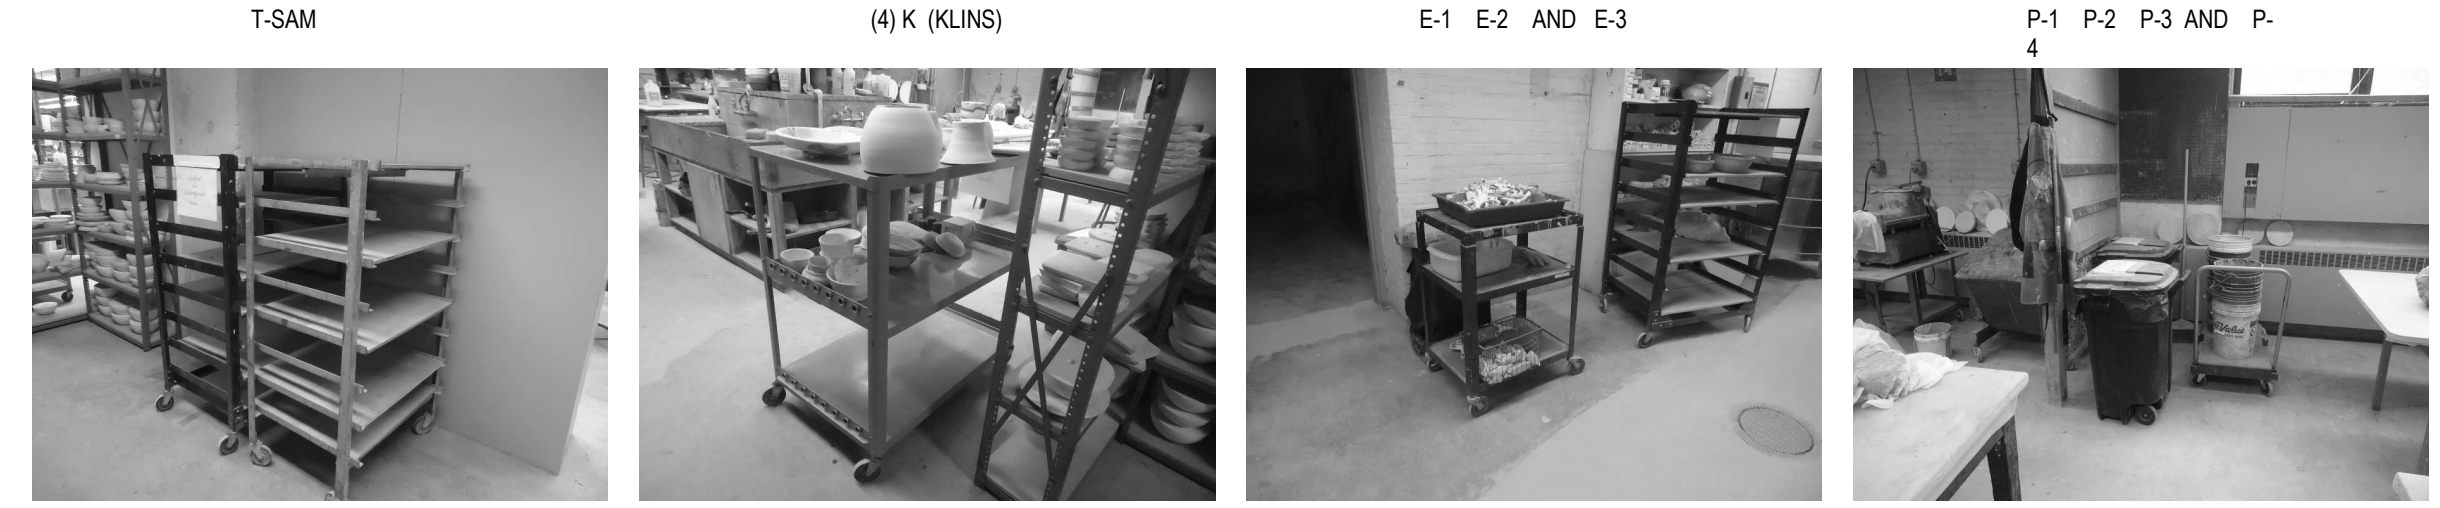 T-SAM
(4) K (KLINS)
E-1 E-2 AND E-3
P-1 P-2 P-3 AND P-
4
Value